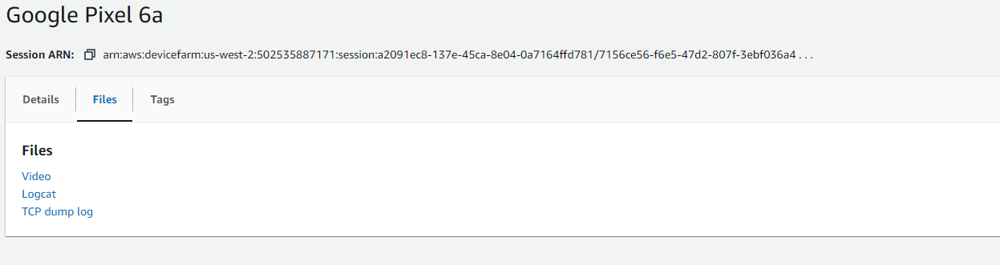 Google Pixel 6a
Session ARN: arn:aws:devicefarm:us-west-2:502535887171:session:a2091ec8-137e-45ca-8e04-0a7164ffd781/7156ce56-f6e5-47d2-807f-3ebf036a4 . . .
Details Files Tags
Files
Video
Logcat
TCP dump log